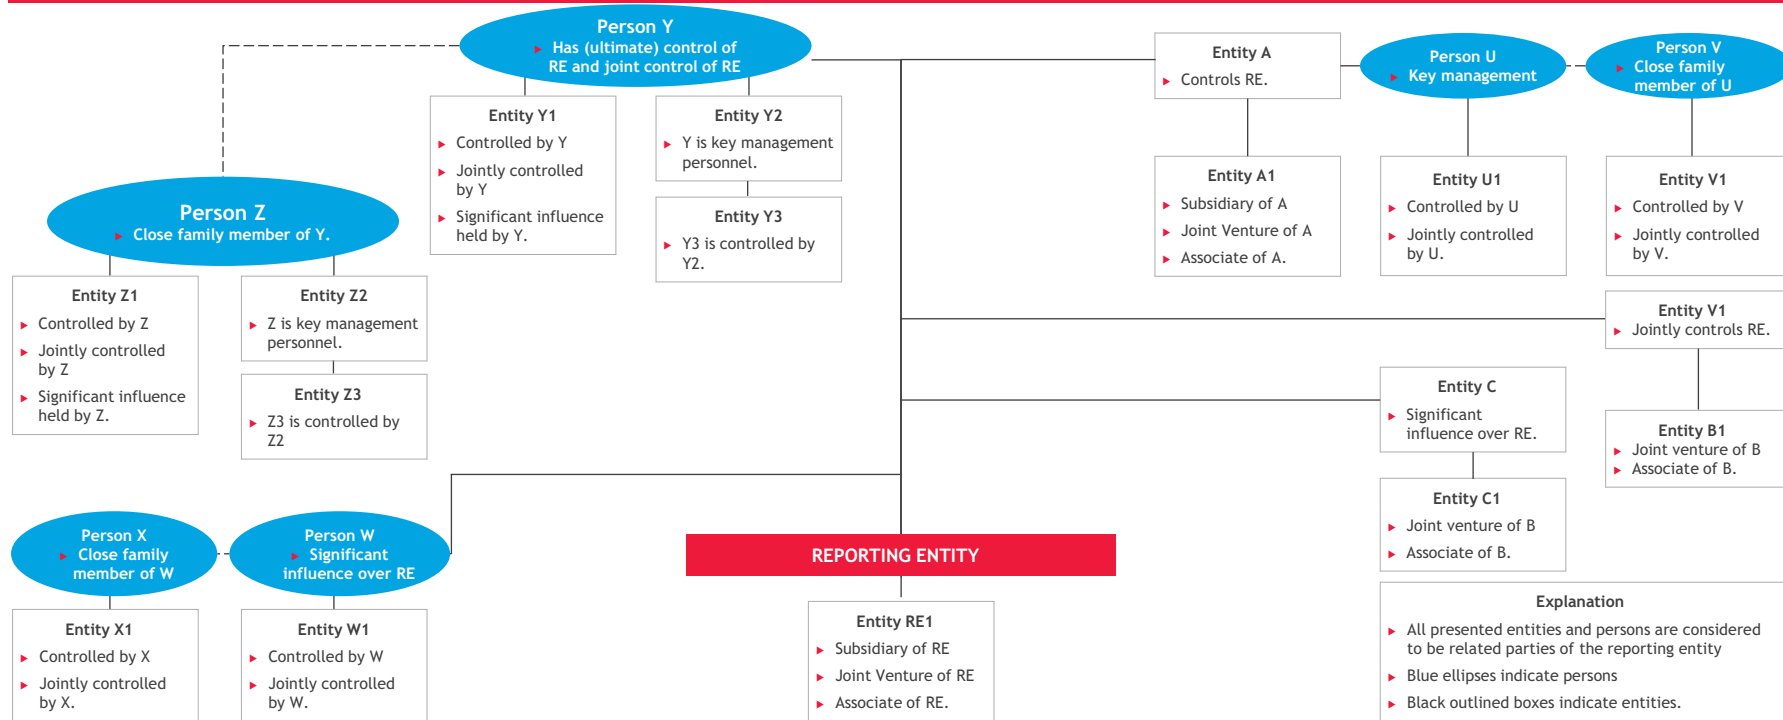 Person Y
► Has (ultimate) control of
RE and joint control of RE
Entity Y1
► Controlled by Y
► Jointly controlled
by Y
► Significant influence
held by Y.
Entity Y2
► Y is key management
personnel.
Entity Y3
► Y3 is controlled by
Y2.
Person Z
► Close family member of Y.
Entity Z1
► Controlled by Z
► Jointly controlled
by Z
► Significant influence
held by Z.
Entity Z2
► Z is key management
personnel.
Entity Z3
► Z3 is controlled by
Z2
Entity A
► Controls RE.
Entity A1
► Subsidiary of A
► Joint Venture of A
► Associate of A.
Person U
► Key management
Entity U1
► Controlled by U
► Jointly controlled
by U.
Person V
► Close family
member of U
Entity V1
► Controlled by V
► Jointly controlled
by V.
Entity V1
► Jointly controls RE.
Entity B1
► Joint venture of B
► Associate of B.
Entity C
► Significant
influence over RE.
Entity C1
► Joint venture of B
► Associate of B.
Person X
► Close family
member of W
Entity X1
► Controlled by X
► Jointly controlled
by X.
Person W
► Significant
influence over RE
Entity W1
► Controlled by W
► Jointly controlled
by W.
REPORTING ENTITY
Entity RE1
► Subsidiary of RE
► Joint Venture of RE
► Associate of RE.
Explanation
► All presented entities and persons are considered
to be related parties of the reporting entity
► Blue ellipses indicate persons
► Black outlined boxes indicate entities.